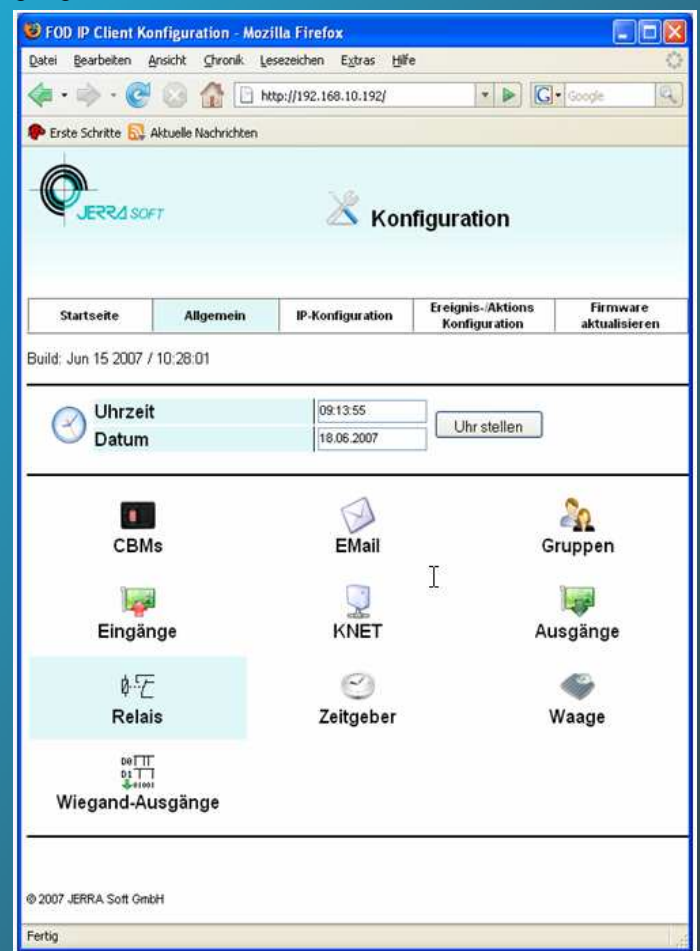 FOD IP Client Konfiguration - Mozilla Firefox
Datei Bearbeiten Ansicht Chronik Lesezeichen Extras Hilfe
http://192.168.10.192/
G Google
Erste Schritte Aktuelle Nachrichten
JERRA SOFT
Konfiguration
Startseite
Allgemein
IP-Konfiguration
Ereignis-/Aktions
Konfiguration
Firmware
aktualisieren
Build: Jun 15 2007 / 10:28:01
Uhrzeit 09:13:55
Datum 18.06.2007
Uhr stellen
CBMs EMail Gruppen
Eingänge KNET Ausgänge
Relais Zeitgeber Waage
D0
D1
01001
Wiegand-Ausgänge
© 2007 JERRA Soft GmbH
Fertig